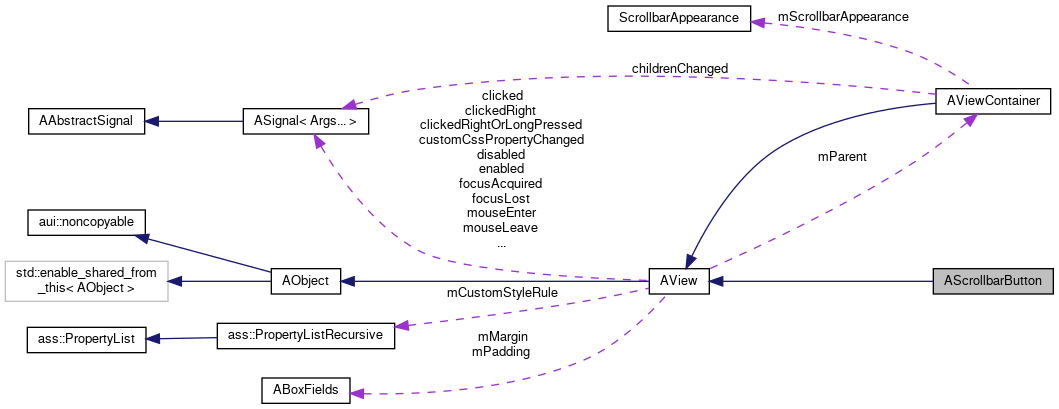 ScrollbarAppearance
mScrollbarAppearance
childrenChanged
AViewContainer
AAbstractSignal
ASignal< Args... >
clicked
clickedRight
clickedRightOrLongPressed
customCssPropertyChanged
disabled
enabled
focusAcquired
focusLost
mouseEnter
mouseLeave
...
mParent
aui::noncopyable
std::enable_shared_from
_this< AObject >
AObject
AView
AScrollbarButton
mCustomStyleRule
ass::PropertyList
ass::PropertyListRecursive
mMargin
mPadding
ABoxFields